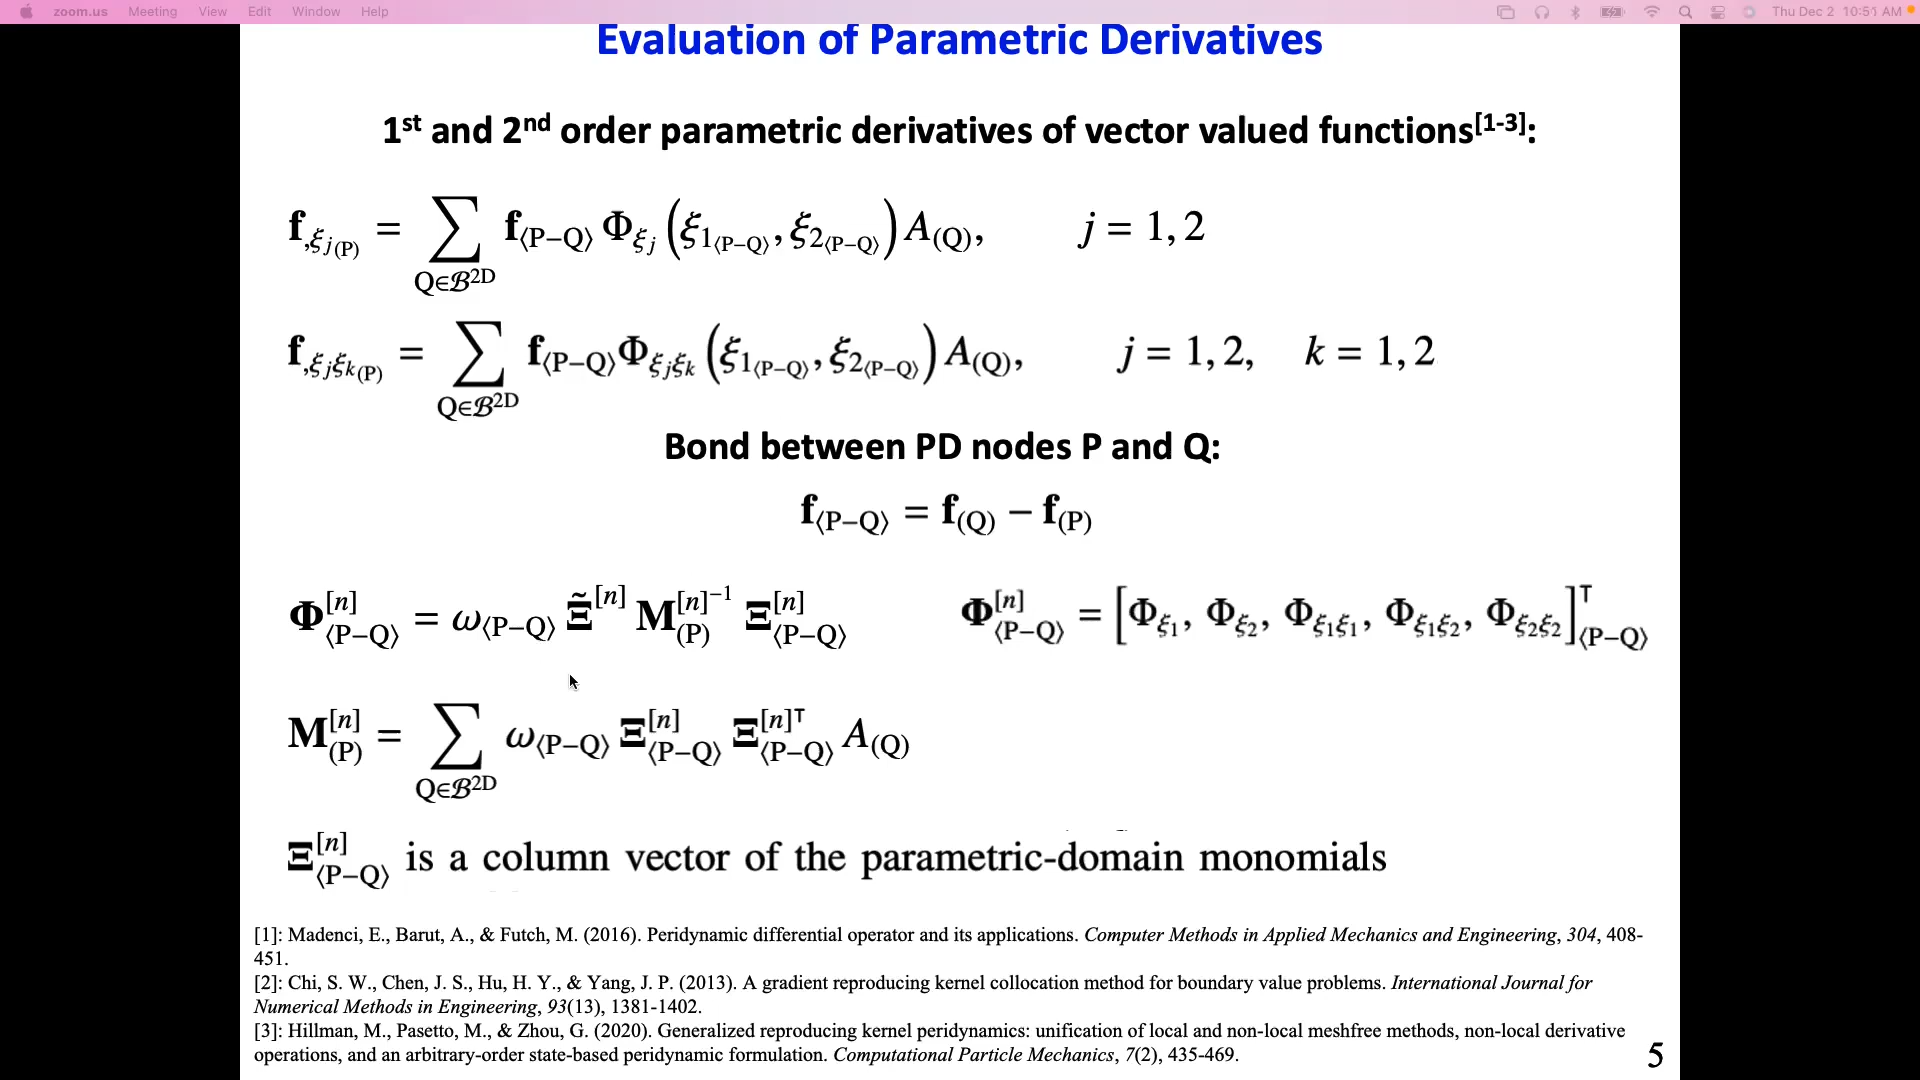 zoom.us Meeting View Edit Window Help Thu Dec 2 10:51 AM
Evaluation of Parametric Derivatives
1st and 2nd order parametric derivatives of vector valued functions[1-3]:
f,ξj(P) = ∑Q∈ℬ2D f⟨P−Q⟩ Φξj (ξ1⟨P−Q⟩, ξ2⟨P−Q⟩) A(Q), j = 1, 2
f,ξjξk(P) = ∑Q∈ℬ2D f⟨P−Q⟩ Φξjξk (ξ1⟨P−Q⟩, ξ2⟨P−Q⟩) A(Q), j = 1, 2, k = 1, 2
Bond between PD nodes P and Q:
f⟨P−Q⟩ = f(Q) − f(P)
Φ[n]⟨P−Q⟩ = ω⟨P−Q⟩ Ξ̃[n] M[n]−1(P) Ξ[n]⟨P−Q⟩ Φ[n]⟨P−Q⟩ = [Φξ1, Φξ2, Φξ1ξ1, Φξ1ξ2, Φξ2ξ2]⊤⟨P−Q⟩
M[n](P) = ∑Q∈ℬ2D ω⟨P−Q⟩ Ξ[n]⟨P−Q⟩ Ξ[n]⊤⟨P−Q⟩ A(Q)
Ξ[n]⟨P−Q⟩ is a column vector of the parametric-domain monomials
[1]: Madenci, E., Barut, A., & Futch, M. (2016). Peridynamic differential operator and its applications. Computer Methods in Applied Mechanics and Engineering, 304, 408-
451.
[2]: Chi, S. W., Chen, J. S., Hu, H. Y., & Yang, J. P. (2013). A gradient reproducing kernel collocation method for boundary value problems. International Journal for
Numerical Methods in Engineering, 93(13), 1381-1402.
[3]: Hillman, M., Pasetto, M., & Zhou, G. (2020). Generalized reproducing kernel peridynamics: unification of local and non-local meshfree methods, non-local derivative
operations, and an arbitrary-order state-based peridynamic formulation. Computational Particle Mechanics, 7(2), 435-469.
5